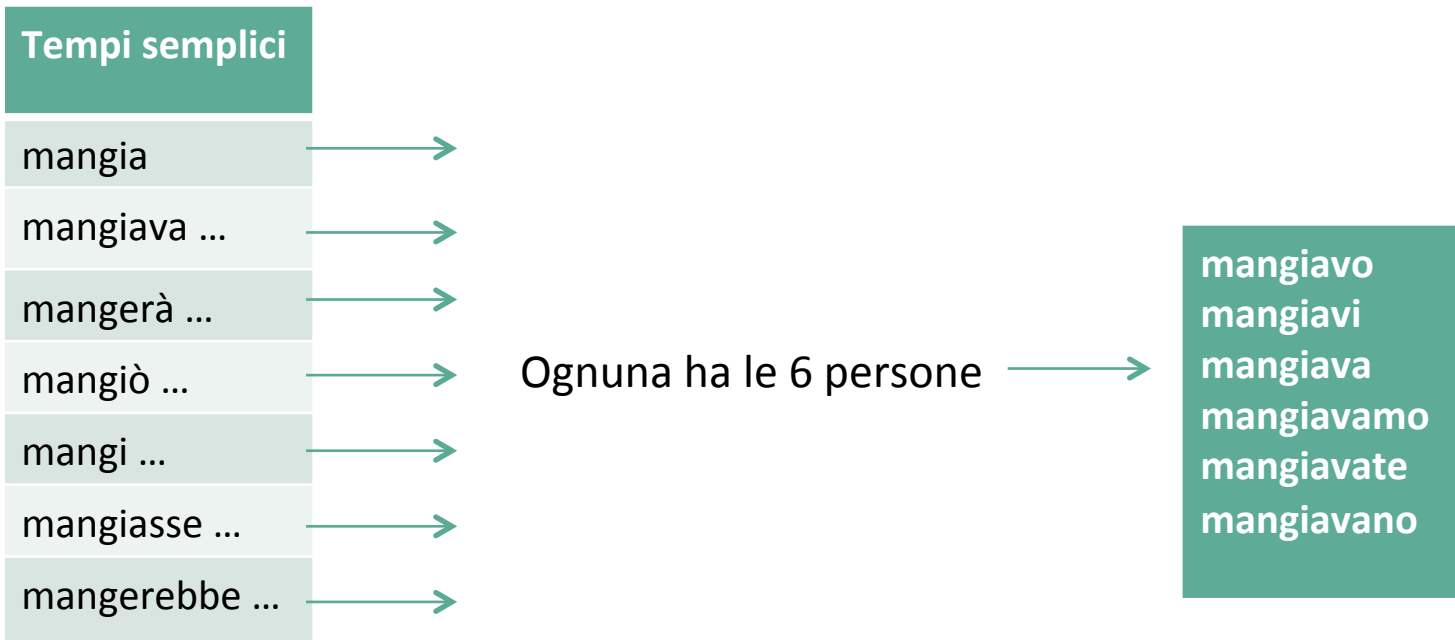 Tempi semplici
mangia
mangiava …
mangerà …
mangiò …
mangi …
mangiasse …
mangerebbe …
Ognuna ha le 6 persone
mangiavo
mangiavi
mangiava
mangiavamo
mangiavate
mangiavano